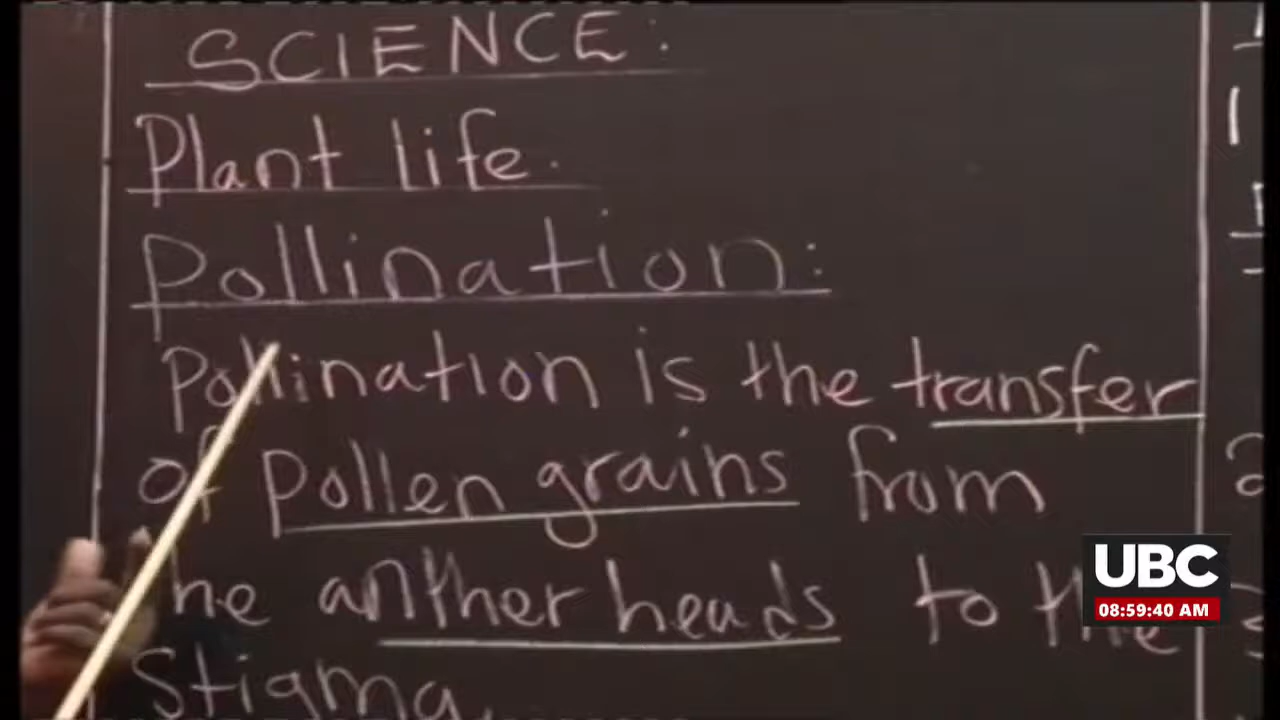 SCIENCE:
Plant life.
Pollination:
Pollination is the transfer
of pollen grains from
the anther heads to the
Stigma.
UBC
08:59:40 AM